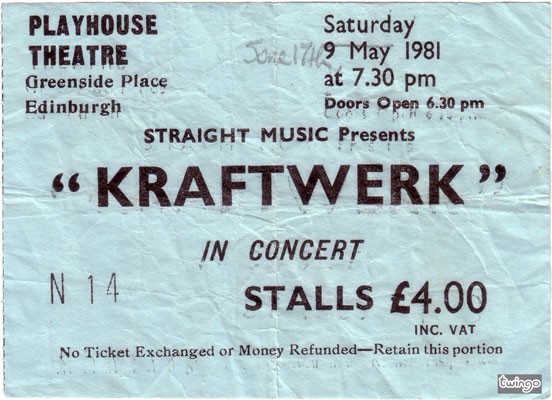 PLAYHOUSE
THEATRE
Greenside Place
Edinburgh
Saturday
June 17th
9 May 1981
at 7.30 pm
Doors Open 6.30 pm
STRAIGHT MUSIC Presents
“KRAFTWERK”
IN CONCERT
N 14
STALLS £4.00
INC. VAT
No Ticket Exchanged or Money Refunded—Retain this portion
twingo